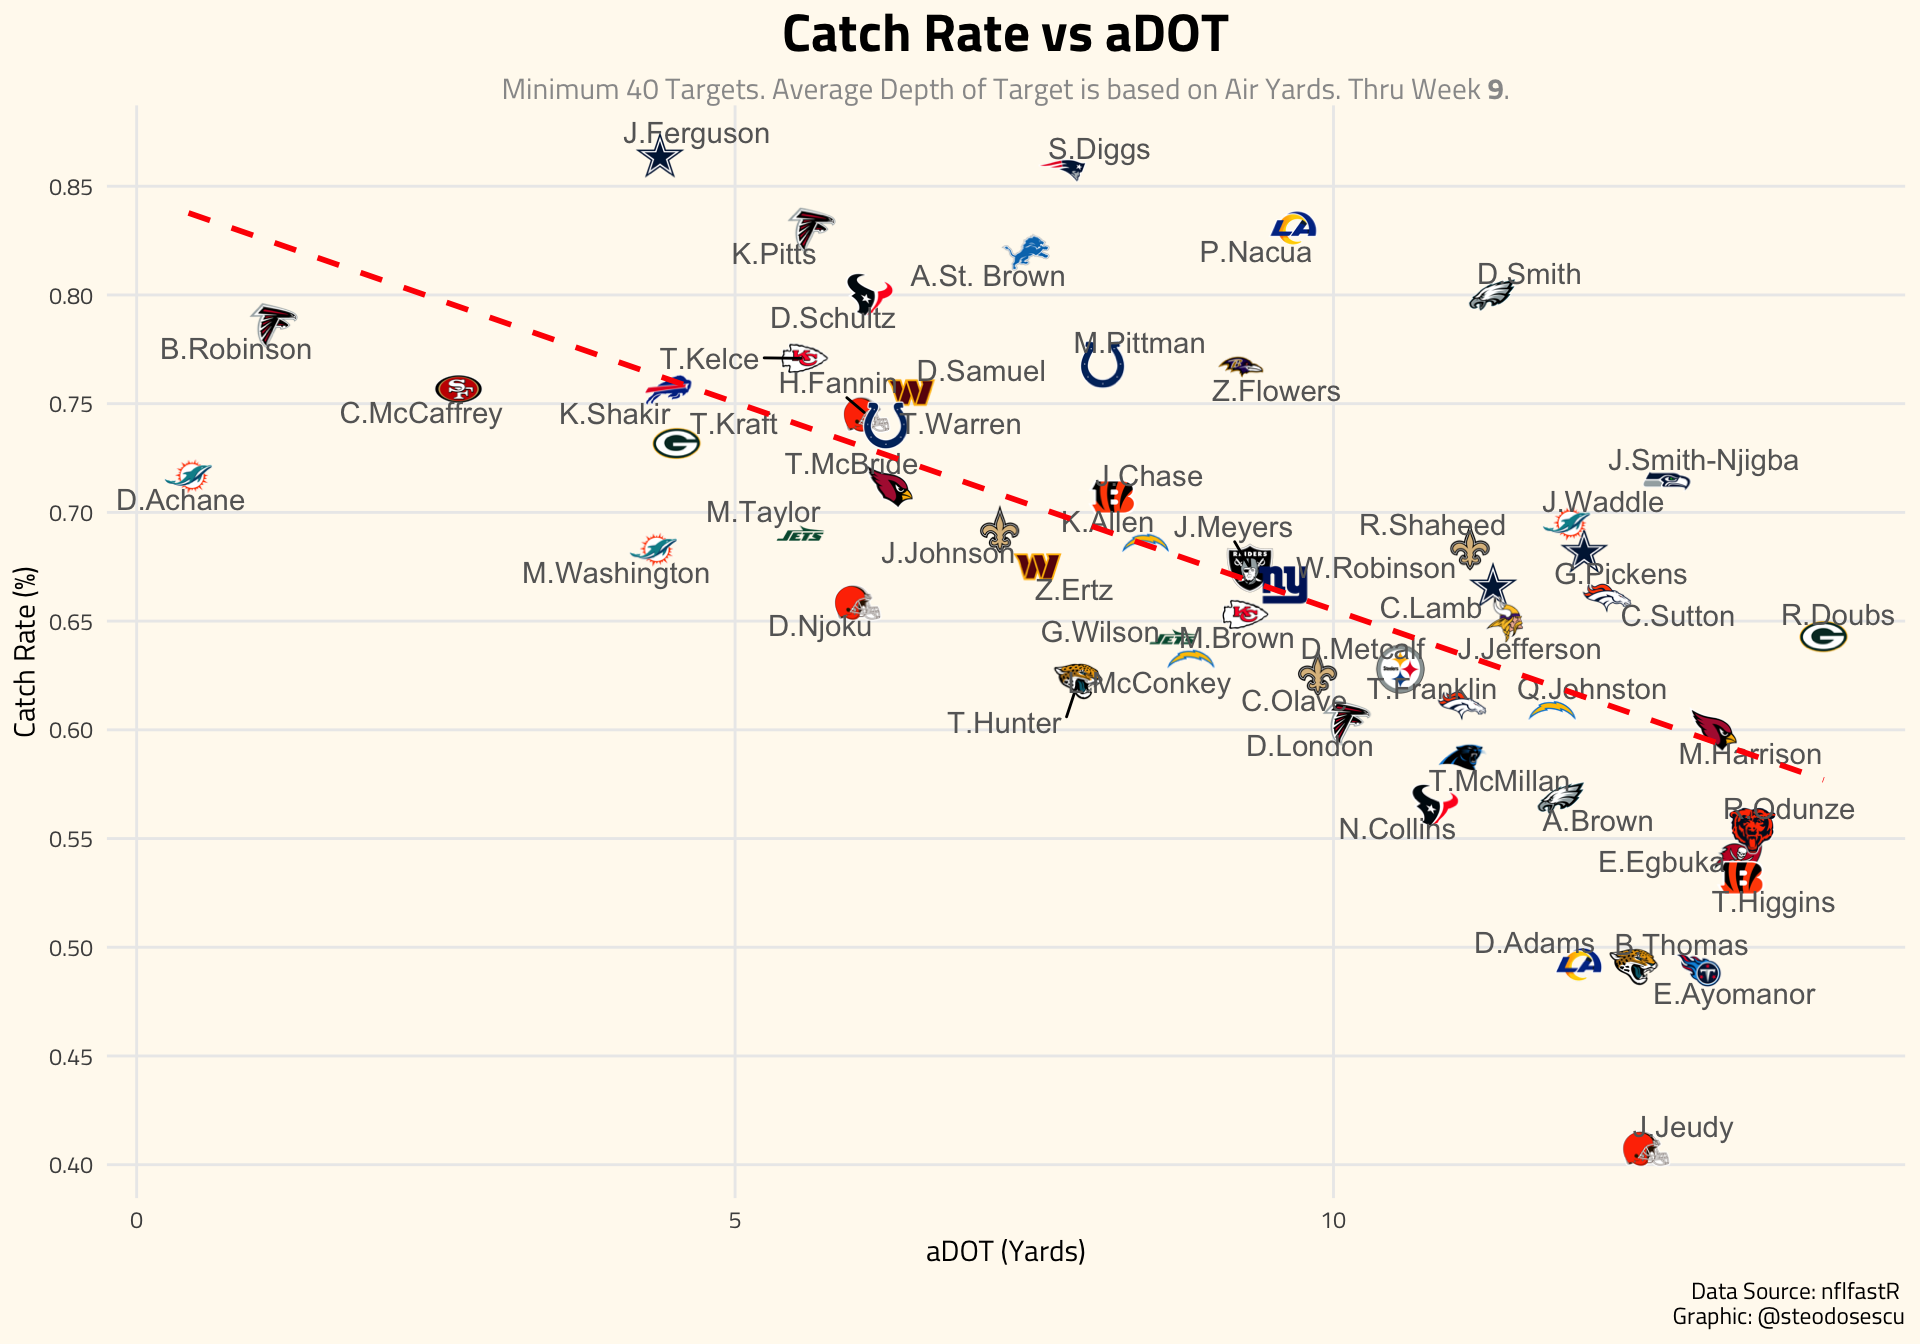 Catch Rate vs aDOT
Minimum 40 Targets. Average Depth of Target is based on Air Yards. Thru Week 9.
J.Ferguson
S.Diggs
0.85
K.Pitts
A.St. Brown
P.Nacua
D.Smith
0.80
D.Schultz
B.Robinson
T.Kelce
M.Pittman
H.Fannin
D.Samuel
Z.Flowers
0.75
C.McCaffrey
K.Shakir
T.Kraft
T.Warren
T.McBride
J.Chase
J.Smith-Njigba
D.Achane
J.Waddle
0.70
M.Taylor
K.Allen
J.Meyers
R.Shaheed
J.Johnson
M.Washington
W.Robinson
G.Pickens
Z.Ertz
C.Lamb
C.Sutton
R.Doubs
0.65
D.Njoku
G.Wilson
M.Brown
D.Metcalf
J.Jefferson
L.McConkey
T.Franklin
Q.Johnston
C.Olave
T.Hunter
0.60
D.London
M.Harrison
T.McMillan
N.Collins
A.Brown
R.Odunze
0.55
E.Egbuka
T.Higgins
D.Adams
B.Thomas
0.50
E.Ayomanor
0.45
J.Jeudy
0.40
Catch Rate (%)
0
5
10
aDOT (Yards)
Data Source: nflfastR
Graphic: @steodosescu